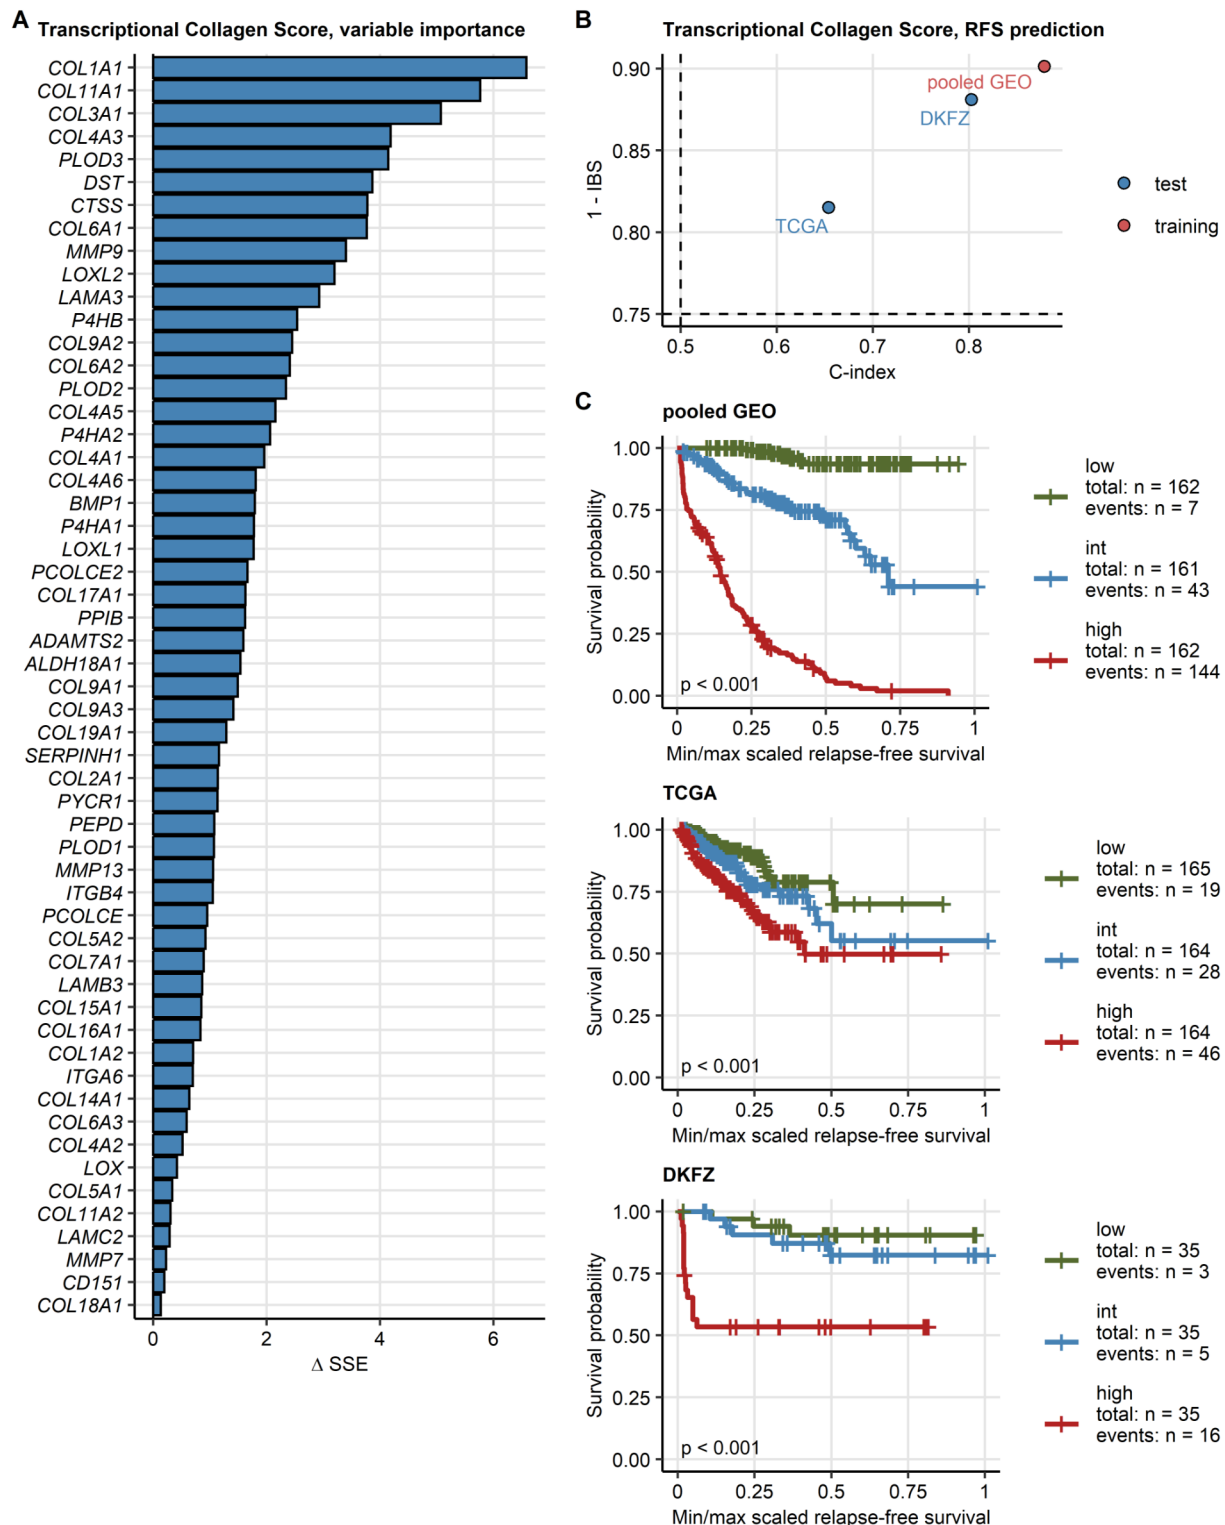 A
Transcriptional Collagen Score, variable importance
COL1A1
COL11A1
COL3A1
COL4A3
PLOD3
DST
CTSS
COL6A1
MMP9
LOXL2
LAMA3
P4HB
COL9A2
COL6A2
PLOD2
COL4A5
P4HA2
COL4A1
COL4A6
BMP1
P4HA1
LOXL1
PCOLCE2
COL17A1
PPIB
ADAMTS2
ALDH18A1
COL9A1
COL9A3
COL19A1
SERPINH1
COL2A1
PYCR1
PEPD
PLOD1
MMP13
ITGB4
PCOLCE
COL5A2
COL7A1
LAMB3
COL15A1
COL16A1
COL1A2
ITGA6
COL14A1
COL6A3
COL4A2
LOX
COL5A1
COL11A2
LAMC2
MMP7
CD151
COL18A1
0 2 4 6
Δ SSE
B
Transcriptional Collagen Score, RFS prediction
0.90
0.85
0.80
0.75
1 - IBS
pooled GEO
DKFZ
TCGA
0.5 0.6 0.7 0.8
C-index
test
training
C
pooled GEO
1.00
0.75
0.50
0.25
0.00
Survival probability
p < 0.001
0 0.25 0.5 0.75 1
Min/max scaled relapse-free survival
low
total: n = 162
events: n = 7
int
total: n = 161
events: n = 43
high
total: n = 162
events: n = 144
TCGA
1.00
0.75
0.50
0.25
0.00
Survival probability
p < 0.001
0 0.25 0.5 0.75 1
Min/max scaled relapse-free survival
low
total: n = 165
events: n = 19
int
total: n = 164
events: n = 28
high
total: n = 164
events: n = 46
DKFZ
1.00
0.75
0.50
0.25
0.00
Survival probability
p < 0.001
0 0.25 0.5 0.75 1
Min/max scaled relapse-free survival
low
total: n = 35
events: n = 3
int
total: n = 35
events: n = 5
high
total: n = 35
events: n = 16